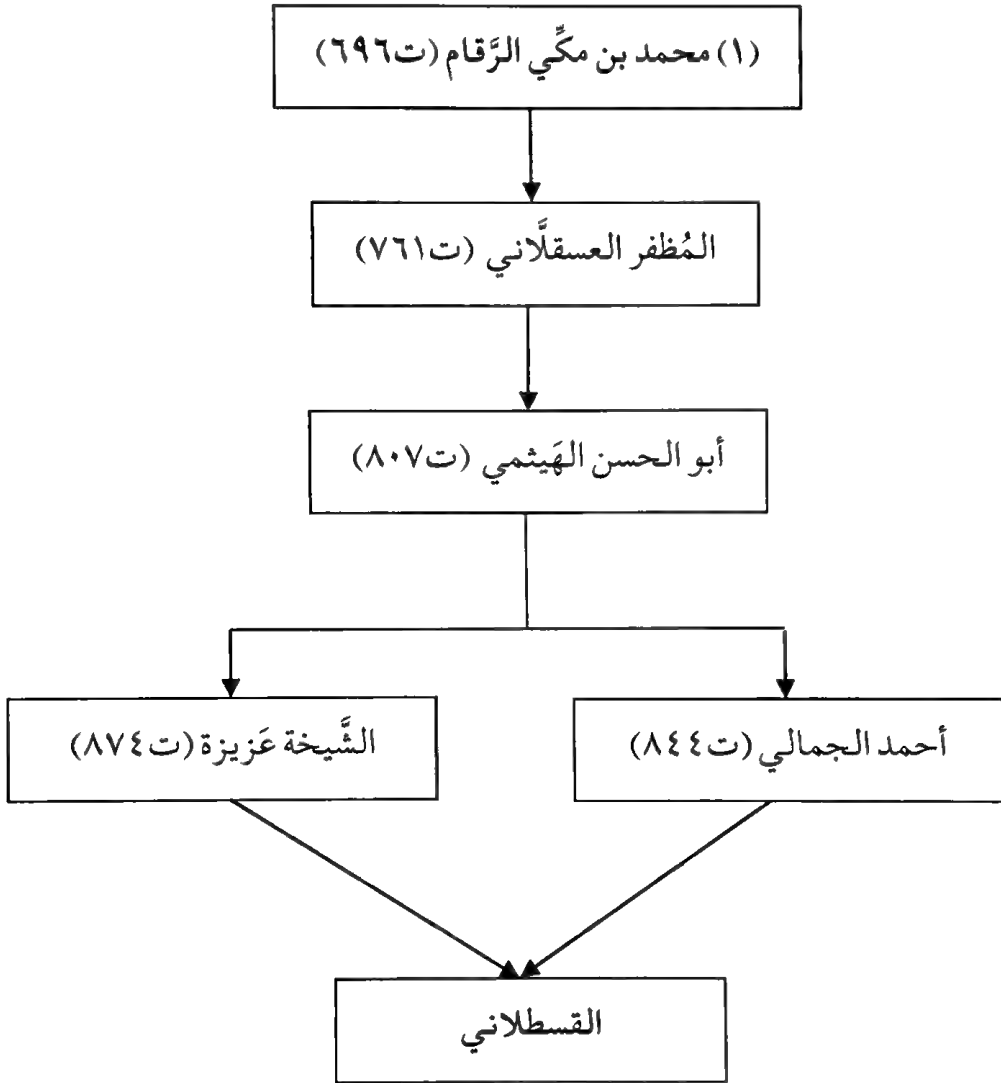 (١) محمد بن مكِّي الرَّقام (ت٦٩٦)
المُظفر العسقلَّاني (ت٧٦١)
أبو الحسن الهَيثمي (ت٨٠٧)
أحمد الجمالي (ت٨٤٤)
الشَّيخة عَزيزة (ت٨٧٤)
القسطلاني